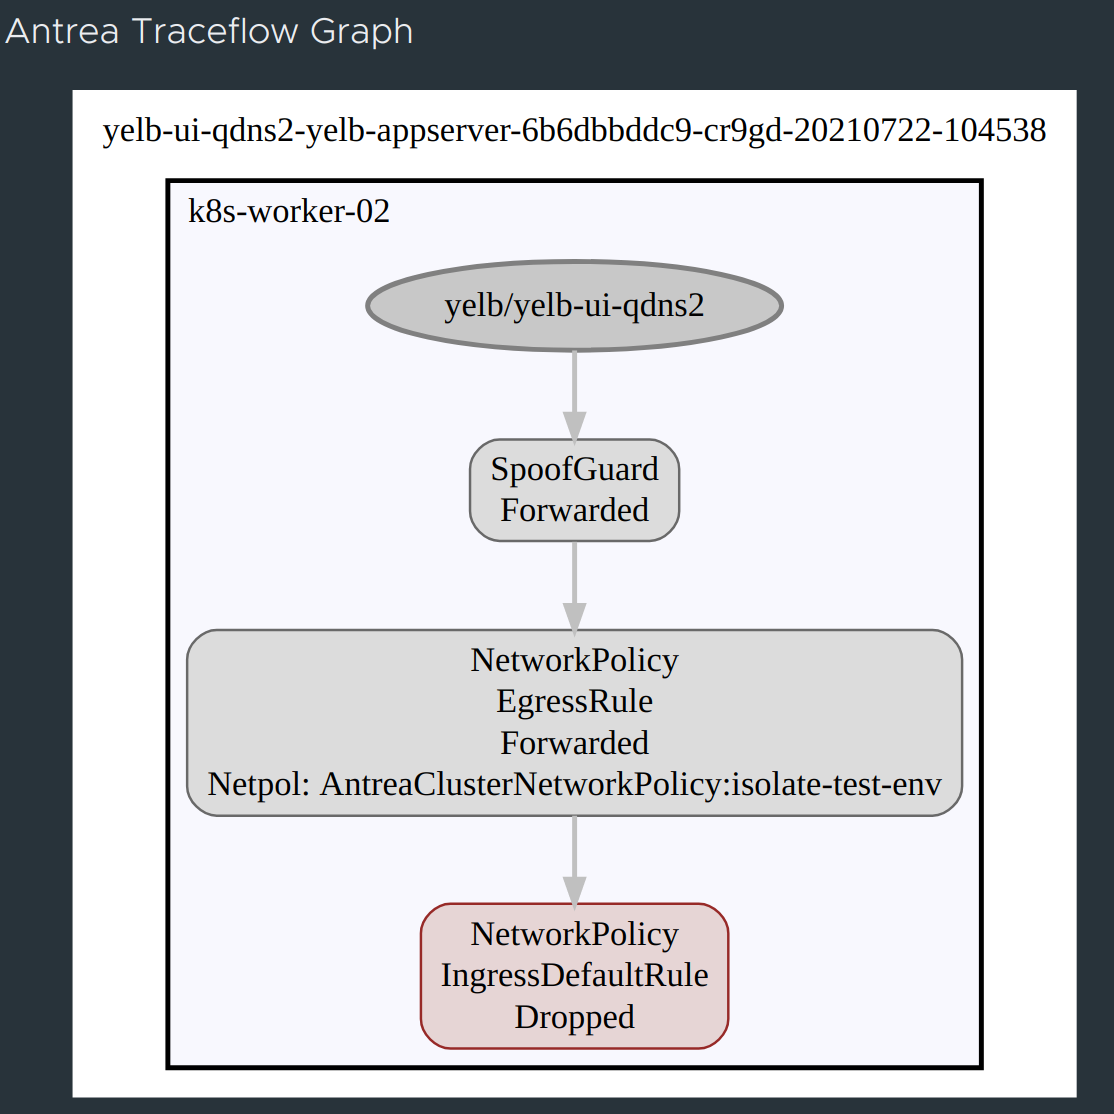 Antrea Traceflow Graph
yelb-ui-qdns2-yelb-appserver-6b6dbbddc9-cr9gd-20210722-104538
k8s-worker-02
yelb/yelb-ui-qdns2
SpoofGuard
Forwarded
NetworkPolicy
EgressRule
Forwarded
Netpol: AntreaClusterNetworkPolicy:isolate-test-env
NetworkPolicy
IngressDefaultRule
Dropped